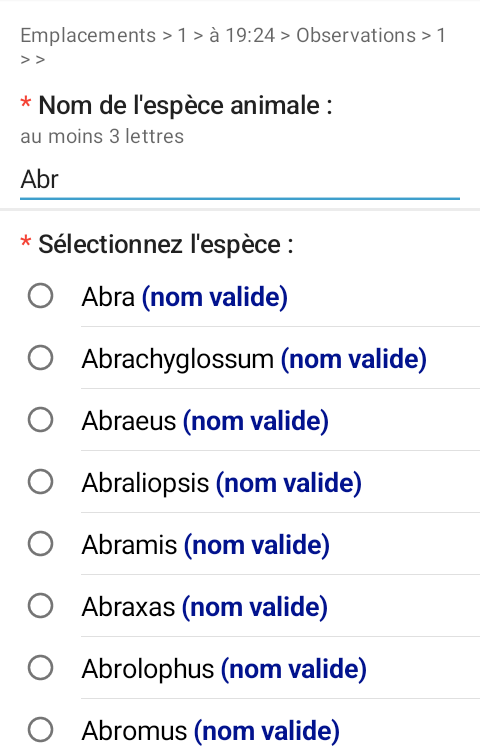 Emplacements > 1 > à 19:24 > Observations > 1
> >
* Nom de l'espèce animale :
au moins 3 lettres
Abr
* Sélectionnez l'espèce :
Abra (nom valide)
Abrachyglossum (nom valide)
Abraeus (nom valide)
Abraliopsis (nom valide)
Abramis (nom valide)
Abraxas (nom valide)
Abrolophus (nom valide)
Abromus (nom valide)